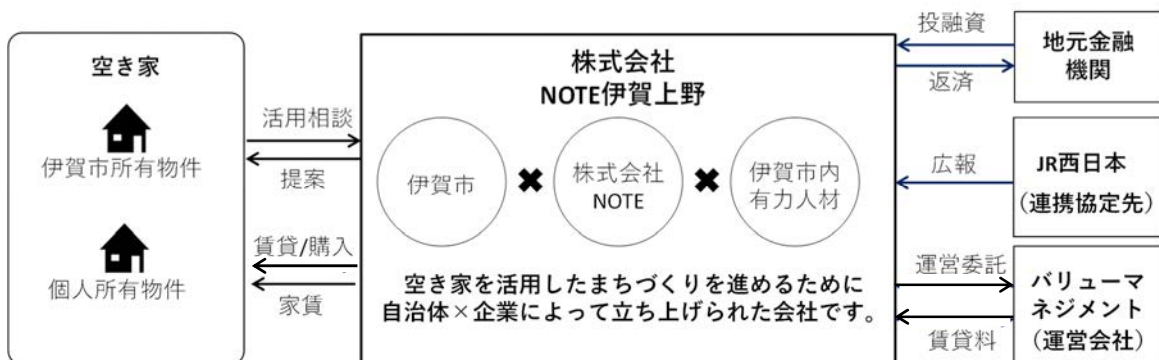 空き家
伊賀市所有物件
個人所有物件
活用相談
提案
賃貸/購入
家賃
株式会社
NOTE伊賀上野
伊賀市
株式会社
NOTE
伊賀市内
有力人材
空き家を活用したまちづくりを進めるために
自治体×企業によって立ち上げられた会社です。
投融資
返済
広報
運営委託
賃貸料
地元金融
機関
JR西日本
（連携協定先）
バリューマ
ネジメント
（運営会社）